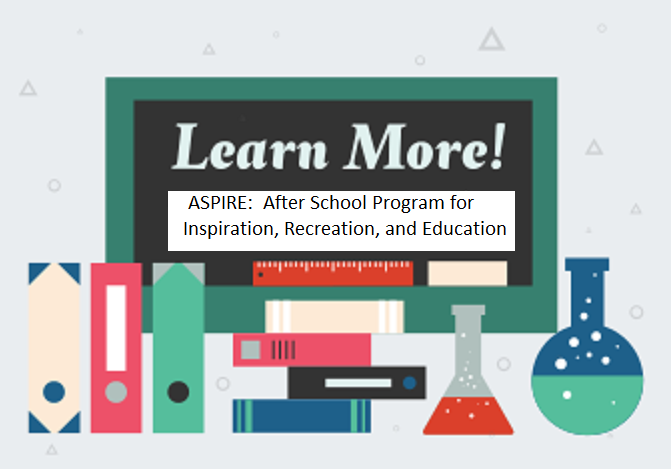 Learn More!
ASPIRE:  After School Program for
Inspiration, Recreation, and Education